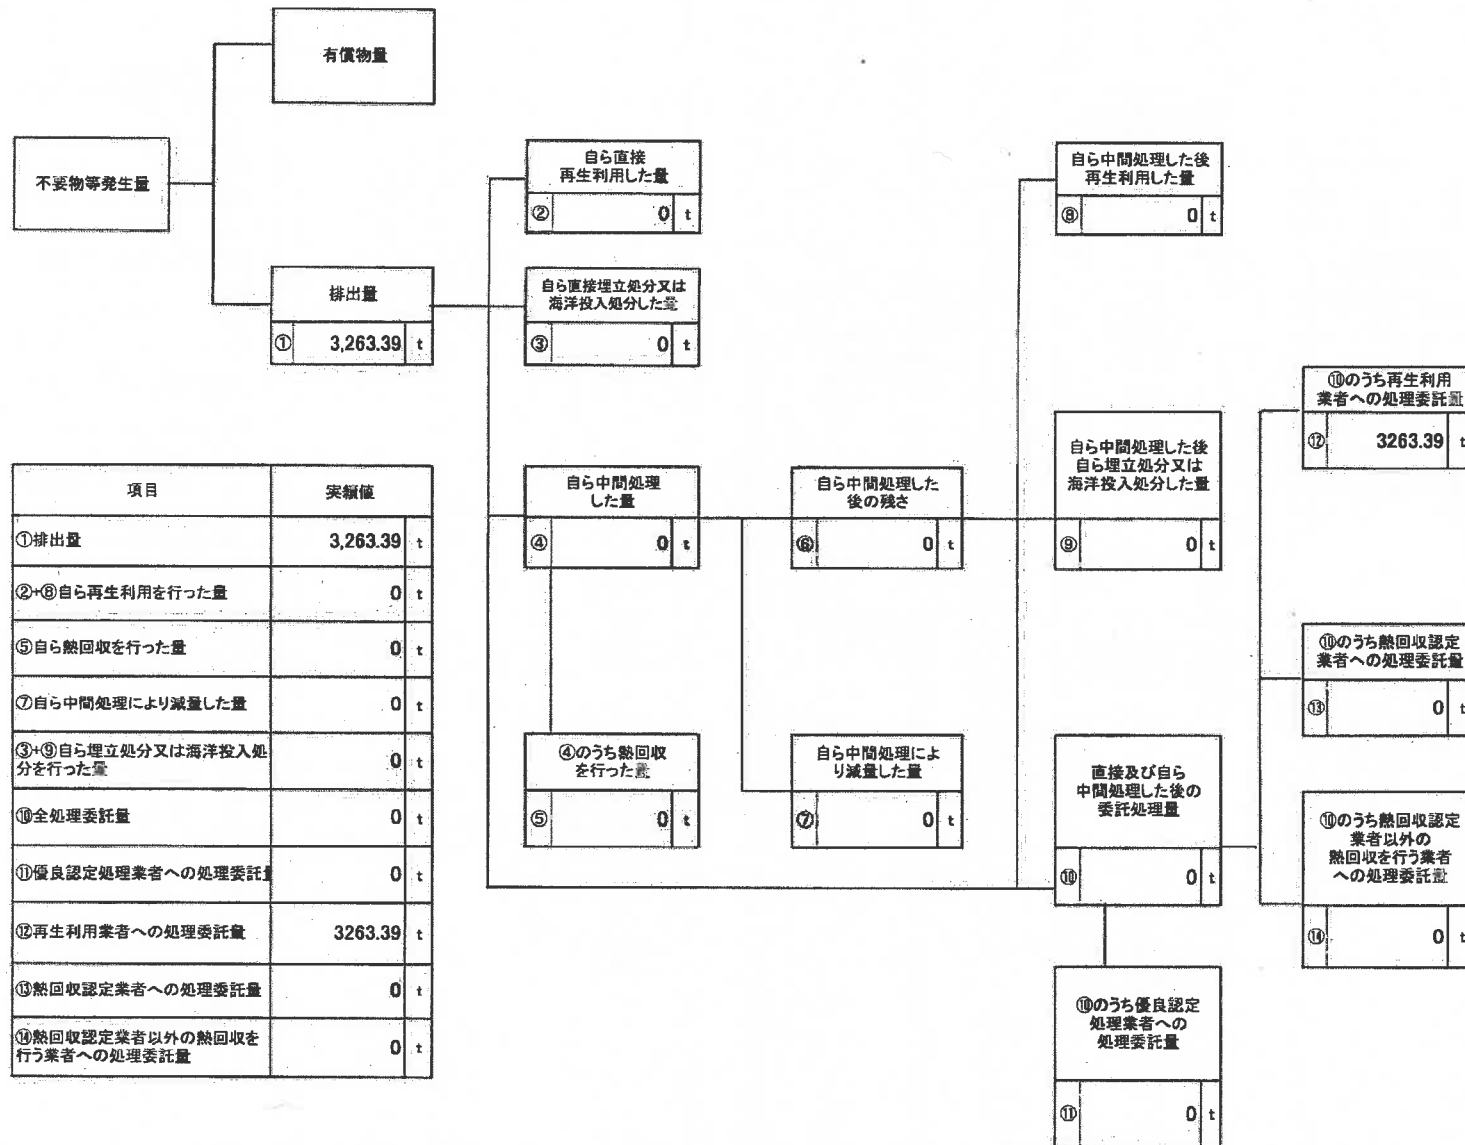 有償物量
不要物等発生量
排出量
① 3,263.39 t
自ら直接
再生利用した量
② 0 t
自ら直接埋立処分又は
海洋投入処分した量
③ 0 t
自ら中間処理
した量
④ 0 t
④のうち熱回収
を行った量
⑤ 0 t
自ら中間処理した
後の残さ
⑥ 0 t
自ら中間処理によ
り減量した量
⑦ 0 t
自ら中間処理した後
再生利用した量
⑧ 0 t
自ら中間処理した後
自ら埋立処分又は
海洋投入処分した量
⑨ 0 t
直接及び自ら
中間処理した後の
委託処理量
⑩ 0 t
⑩のうち優良認定
処理業者への
処理委託量
⑪ 0 t
⑩のうち再生利用
業者への処理委託量
⑫ 3263.39 t
⑩のうち熱回収認定
業者への処理委託量
⑬ 0 t
⑩のうち熱回収認定
業者以外の
熱回収を行う業者
への処理委託量
⑭ 0 t
項目 実績値
①排出量 3,263.39 t
②+⑧自ら再生利用を行った量 0 t
⑤自ら熱回収を行った量 0 t
⑦自ら中間処理により減量した量 0 t
③+⑨自ら埋立処分又は海洋投入処
分を行った量 0 t
⑩全処理委託量 0 t
⑪優良認定処理業者への処理委託量 0 t
⑫再生利用業者への処理委託量 3263.39 t
⑬熱回収認定業者への処理委託量 0 t
⑭熱回収認定業者以外の熱回収を
行う業者への処理委託量 0 t